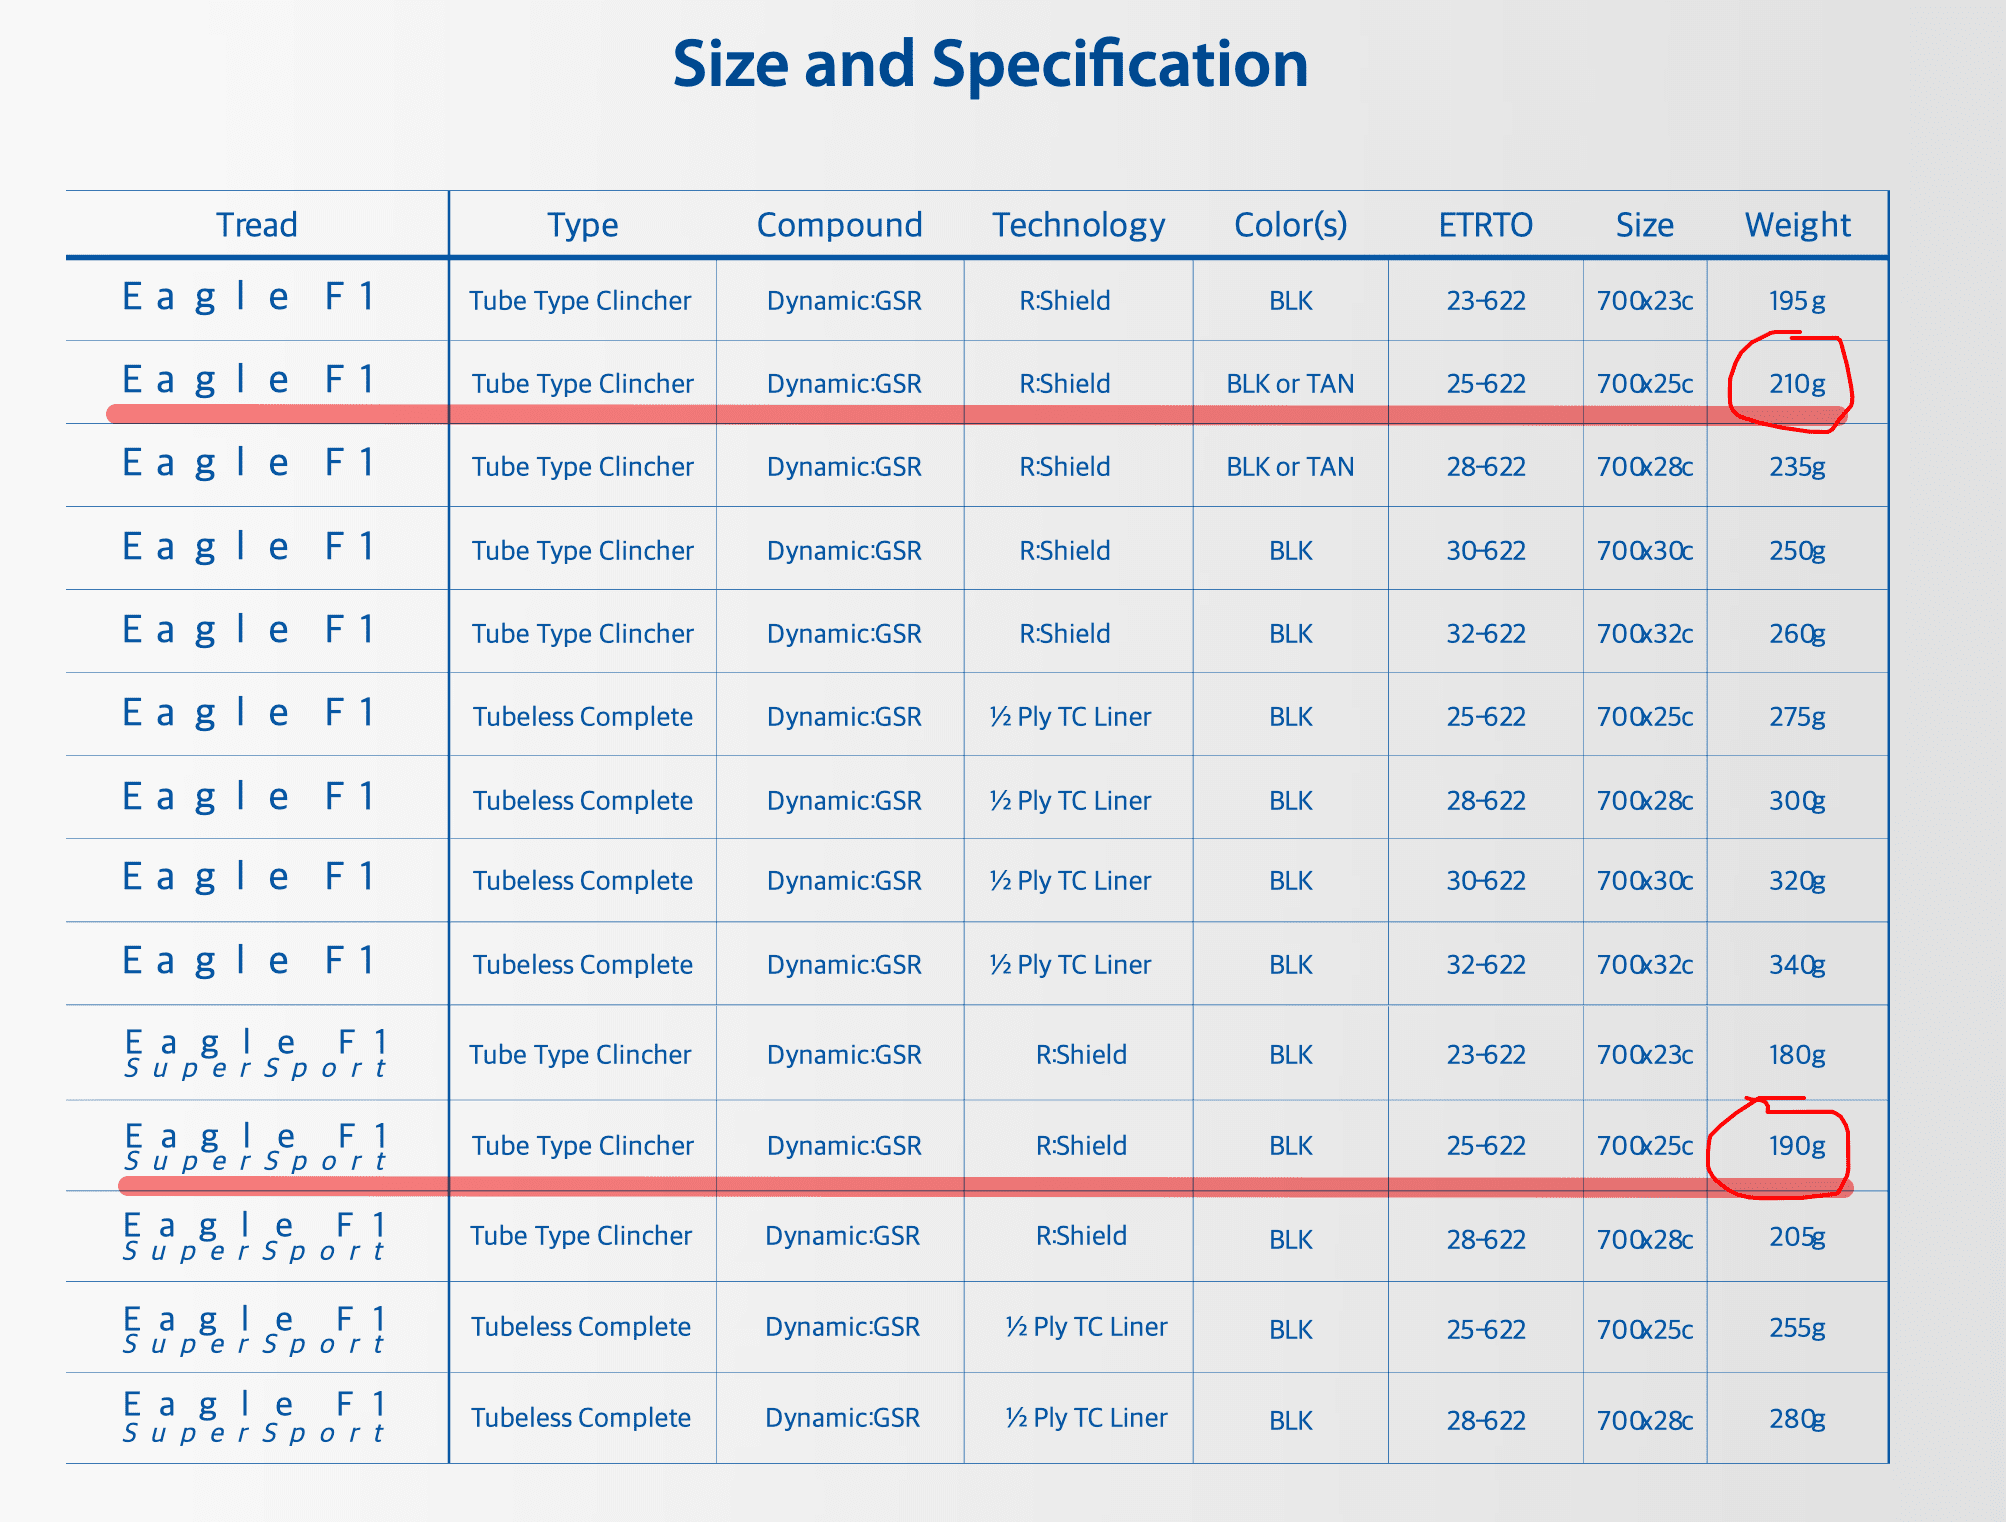 Size and Specification
Tread Type Compound Technology Color(s) ETRTO Size Weight
Eagle F1 Tube Type Clincher Dynamic:GSR R:Shield BLK 23-622 700x23c 195g
Eagle F1 Tube Type Clincher Dynamic:GSR R:Shield BLK or TAN 25-622 700x25c 210g
Eagle F1 Tube Type Clincher Dynamic:GSR R:Shield BLK or TAN 28-622 700x28c 235g
Eagle F1 Tube Type Clincher Dynamic:GSR R:Shield BLK 30-622 700x30c 250g
Eagle F1 Tube Type Clincher Dynamic:GSR R:Shield BLK 32-622 700x32c 260g
Eagle F1 Tubeless Complete Dynamic:GSR ½ Ply TC Liner BLK 25-622 700x25c 275g
Eagle F1 Tubeless Complete Dynamic:GSR ½ Ply TC Liner BLK 28-622 700x28c 300g
Eagle F1 Tubeless Complete Dynamic:GSR ½ Ply TC Liner BLK 30-622 700x30c 320g
Eagle F1 Tubeless Complete Dynamic:GSR ½ Ply TC Liner BLK 32-622 700x32c 340g
Eagle F1
SuperSport Tube Type Clincher Dynamic:GSR R:Shield BLK 23-622 700x23c 180g
Eagle F1
SuperSport Tube Type Clincher Dynamic:GSR R:Shield BLK 25-622 700x25c 190g
Eagle F1
SuperSport Tube Type Clincher Dynamic:GSR R:Shield BLK 28-622 700x28c 205g
Eagle F1
SuperSport Tubeless Complete Dynamic:GSR ½ Ply TC Liner BLK 25-622 700x25c 255g
Eagle F1
SuperSport Tubeless Complete Dynamic:GSR ½ Ply TC Liner BLK 28-622 700x28c 280g